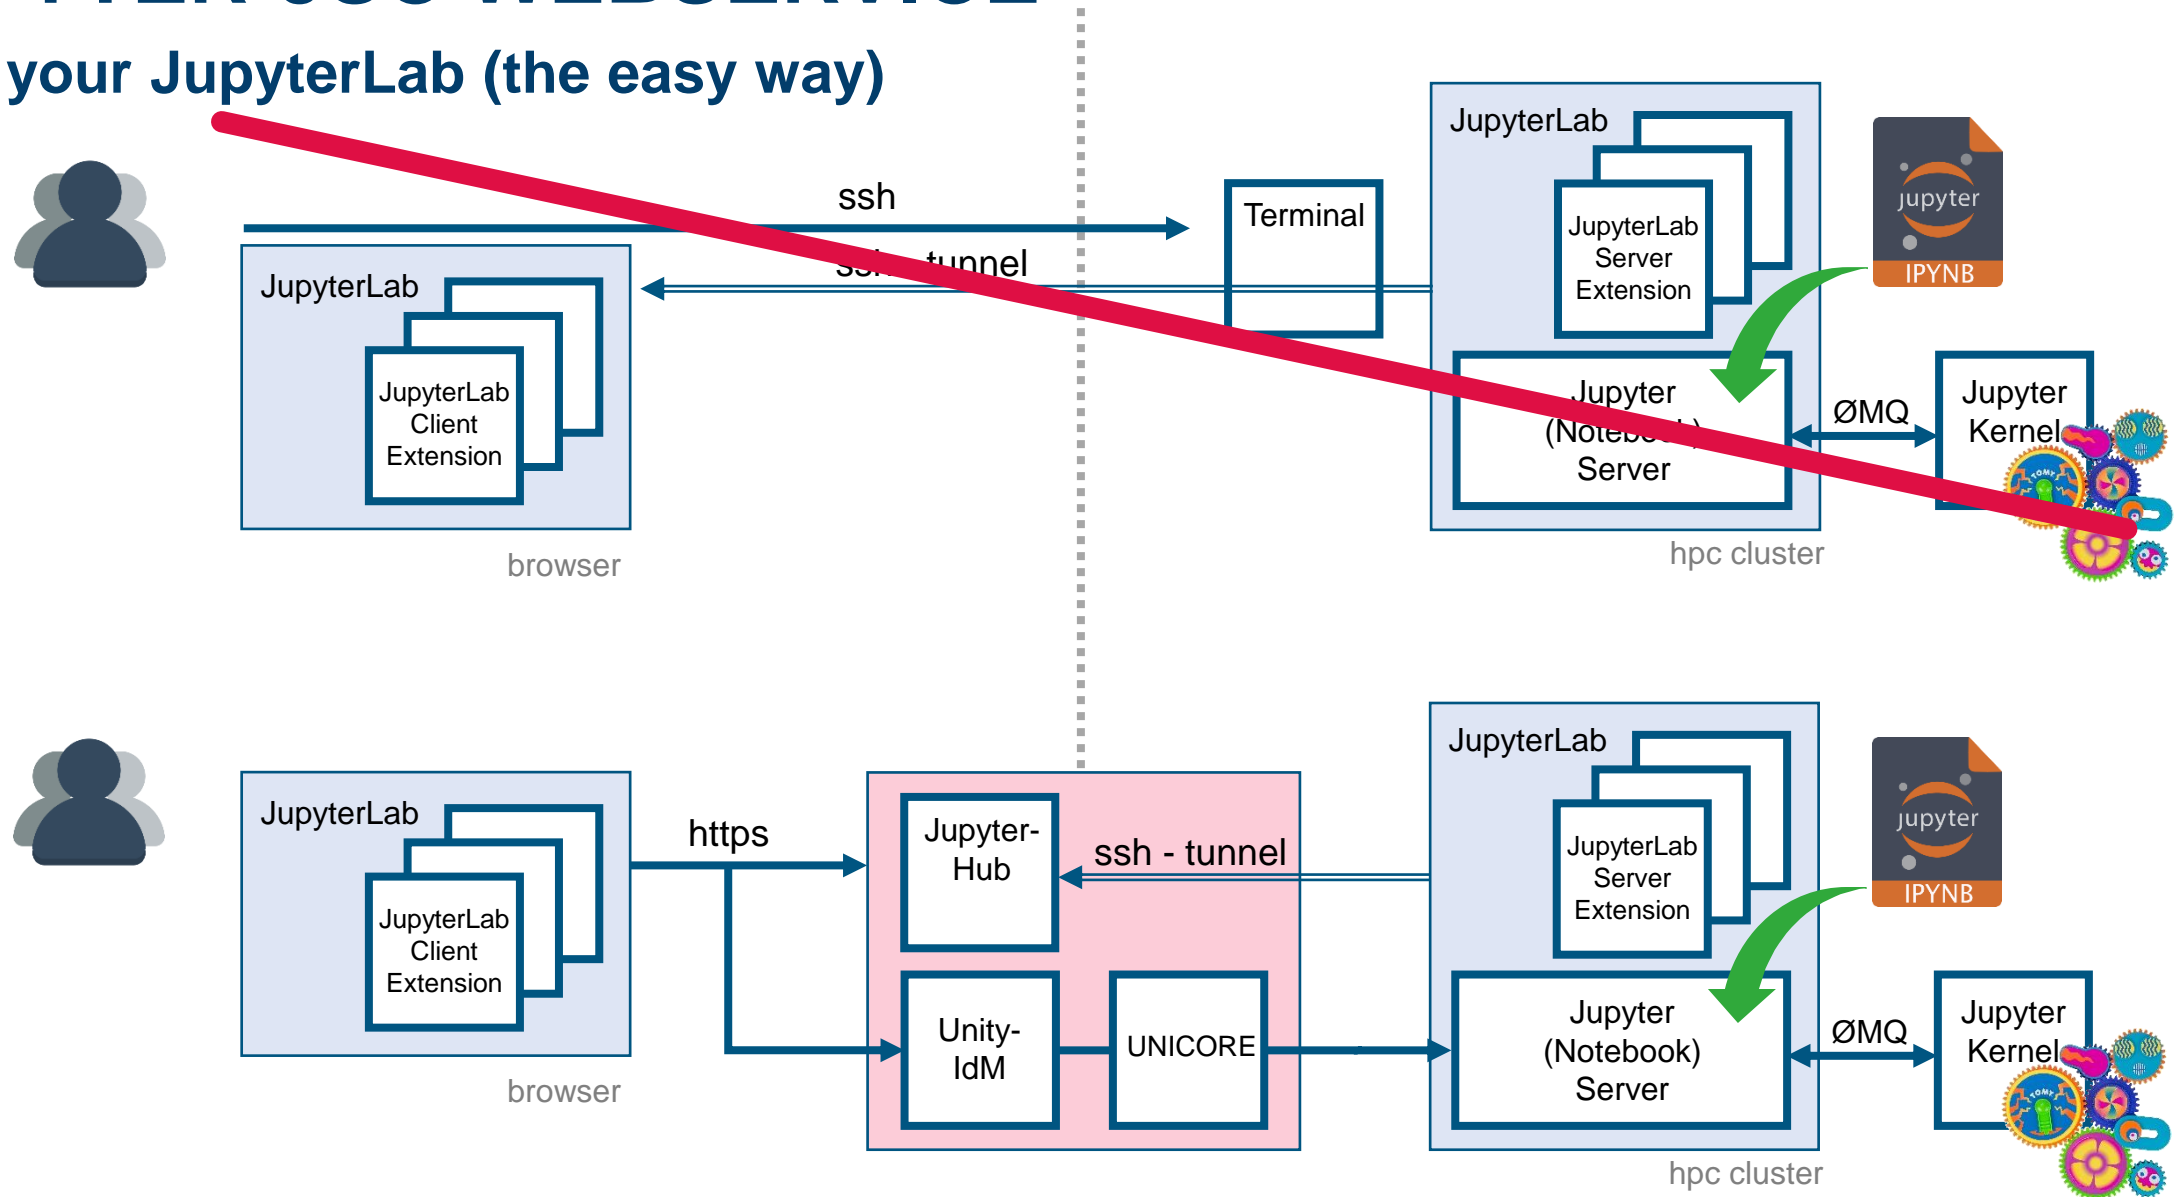 your JupyterLab (the easy way)
ssh
tunnel
Terminal
JupyterLab
JupyterLab
Server
Extension
jupyter
IPYNB
JupyterLab
JupyterLab
Client
Extension
browser
Jupyter
Server
ØMQ
Jupyter
Kernel
hpc cluster
JupyterLab
JupyterLab
Client
Extension
browser
https
Jupyter-
Hub
ssh - tunnel
Unity-
IdM
UNICORE
JupyterLab
JupyterLab
Server
Extension
jupyter
IPYNB
Jupyter
(Notebook)
Server
ØMQ
Jupyter
Kernel
TOMY
hpc cluster